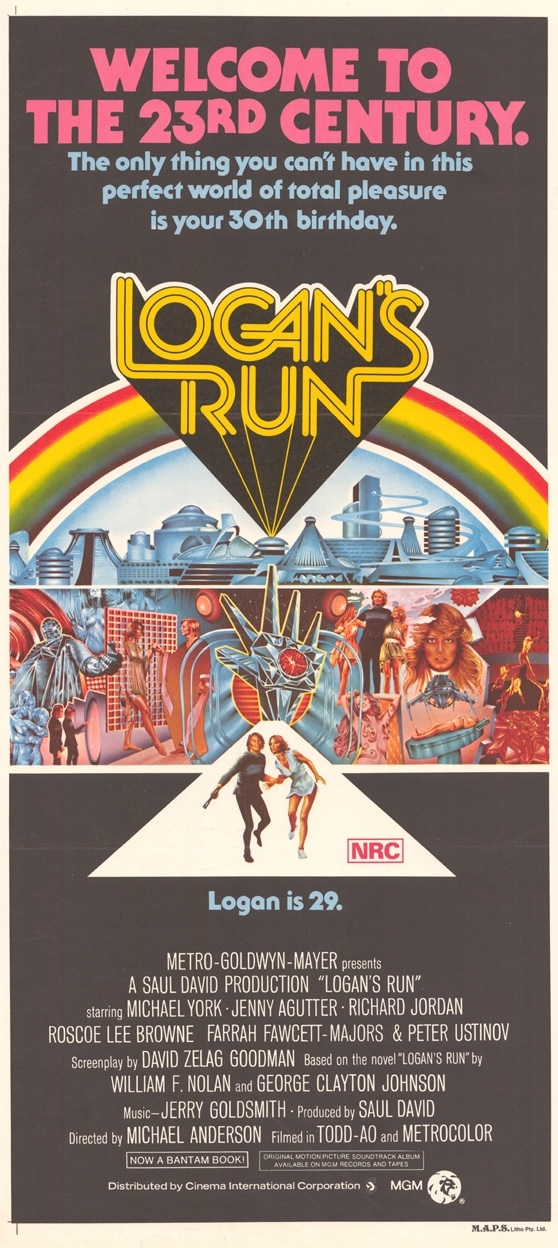 WELCOME TO
THE 23RD CENTURY.
The only thing you can't have in this
perfect world of total pleasure
is your 30th birthday.
LOGAN'S
RUN
NRC
Logan is 29.
METRO-GOLDWYN-MAYER presents
A SAUL DAVID PRODUCTION "LOGAN'S RUN"
starring MICHAEL YORK · JENNY AGUTTER · RICHARD JORDAN
ROSCOE LEE BROWNE FARRAH FAWCETT-MAJORS & PETER USTINOV
Screenplay by DAVID ZELAG GOODMAN Based on the novel "LOGAN'S RUN" by
WILLIAM F. NOLAN and GEORGE CLAYTON JOHNSON
Music—JERRY GOLDSMITH · Produced by SAUL DAVID
Directed by MICHAEL ANDERSON Filmed in TODD-AO and METROCOLOR
NOW A BANTAM BOOK!
ORIGINAL MOTION PICTURE SOUNDTRACK ALBUM
AVAILABLE ON MGM RECORDS AND TAPES
Distributed by Cinema International Corporation MGM ®
M.A.P.S. Litho Pty. Ltd.